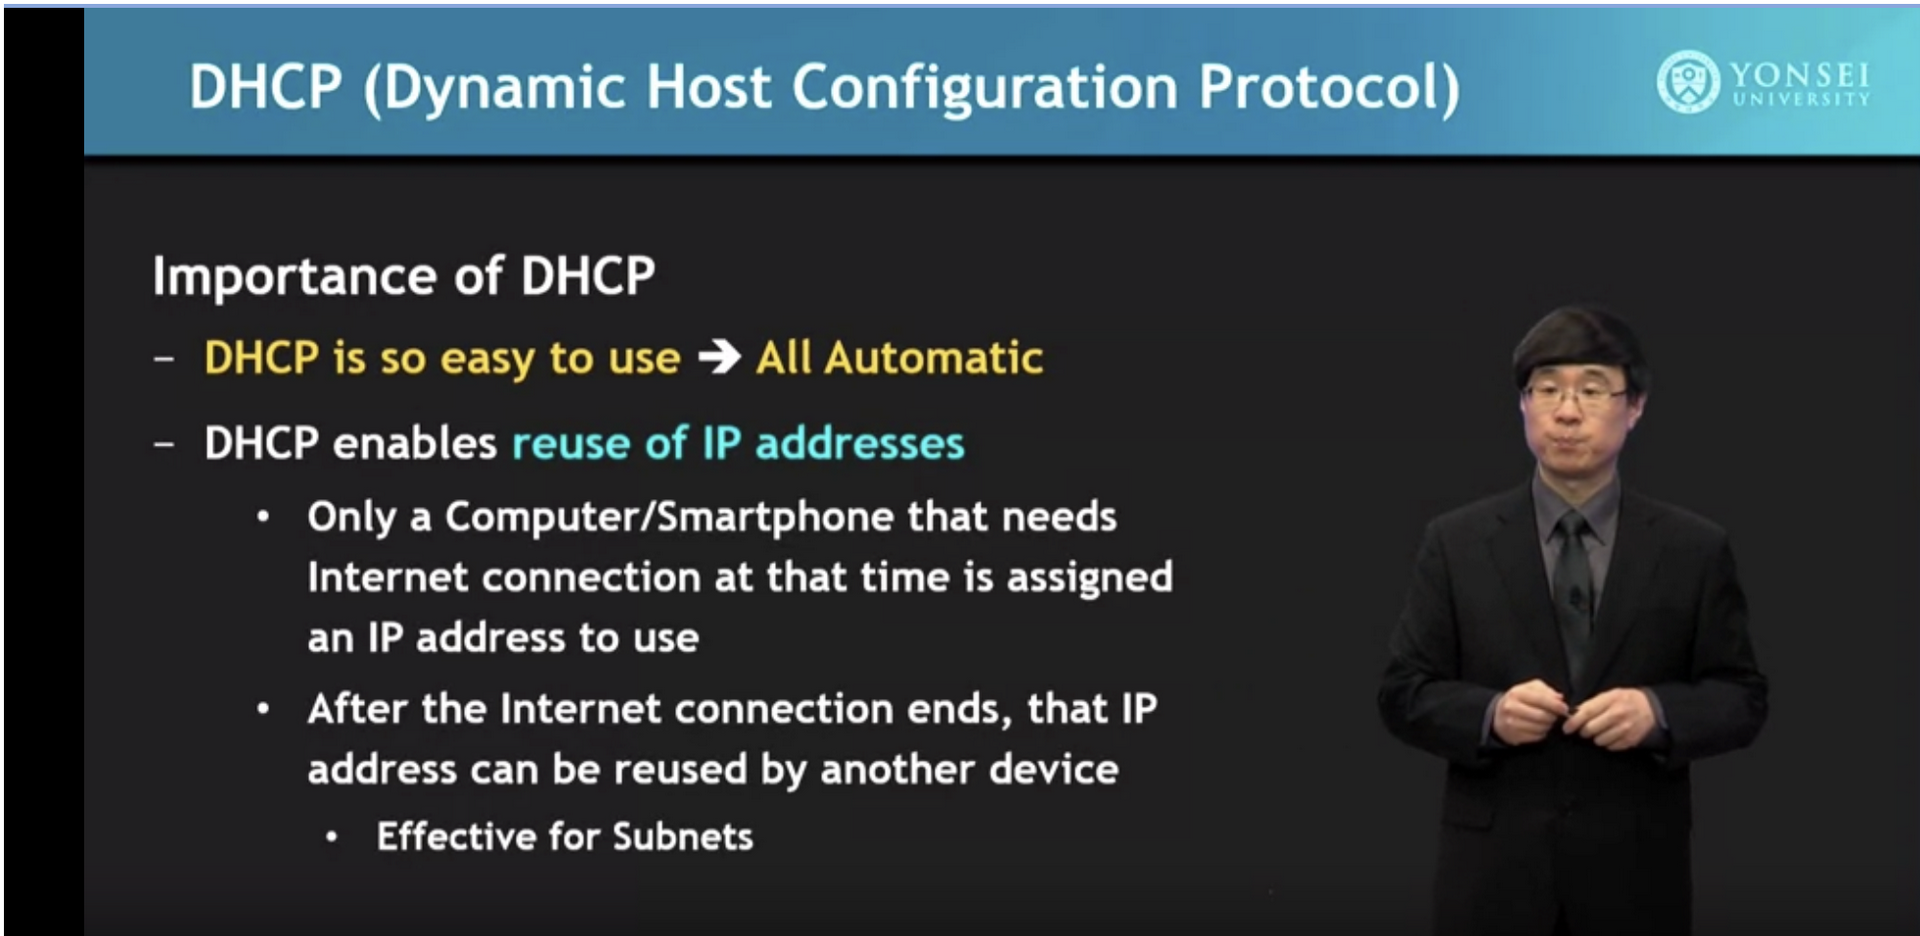 DHCP (Dynamic Host Configuration Protocol)
YONSEI
UNIVERSITY
Importance of DHCP
– DHCP is so easy to use ➔ All Automatic
– DHCP enables reuse of IP addresses
• Only a Computer/Smartphone that needs
Internet connection at that time is assigned
an IP address to use
• After the Internet connection ends, that IP
address can be reused by another device
• Effective for Subnets